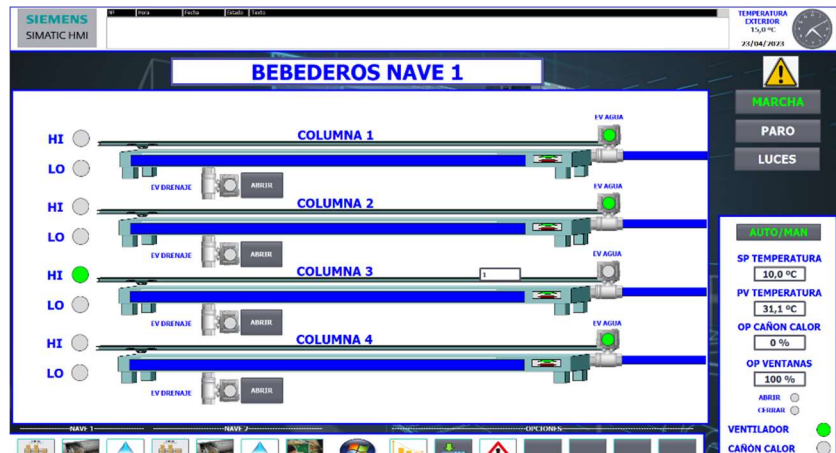 SIEMENS
SIMATIC HMI
Nº Hora Fecha Estado Texto
TEMPERATURA
EXTERIOR
15,0 ºC
23/04/2023
BEBEDEROS NAVE 1
MARCHA
PARO
LUCES
EV AGUA
HI
COLUMNA 1
LO
EV DRENAJE
ABRIR
EV AGUA
HI
COLUMNA 2
LO
EV DRENAJE
ABRIR
EV AGUA
HI
COLUMNA 3
1
LO
EV DRENAJE
ABRIR
EV AGUA
HI
COLUMNA 4
LO
EV DRENAJE
ABRIR
AUTO/MAN
SP TEMPERATURA
10,0 ºC
PV TEMPERATURA
31,1 ºC
OP CAÑON CALOR
0 %
OP VENTANAS
100 %
ABRIR
CERRAR
VENTILADOR
CAÑÓN CALOR
NAVE 1
NAVE 2
OPCIONES